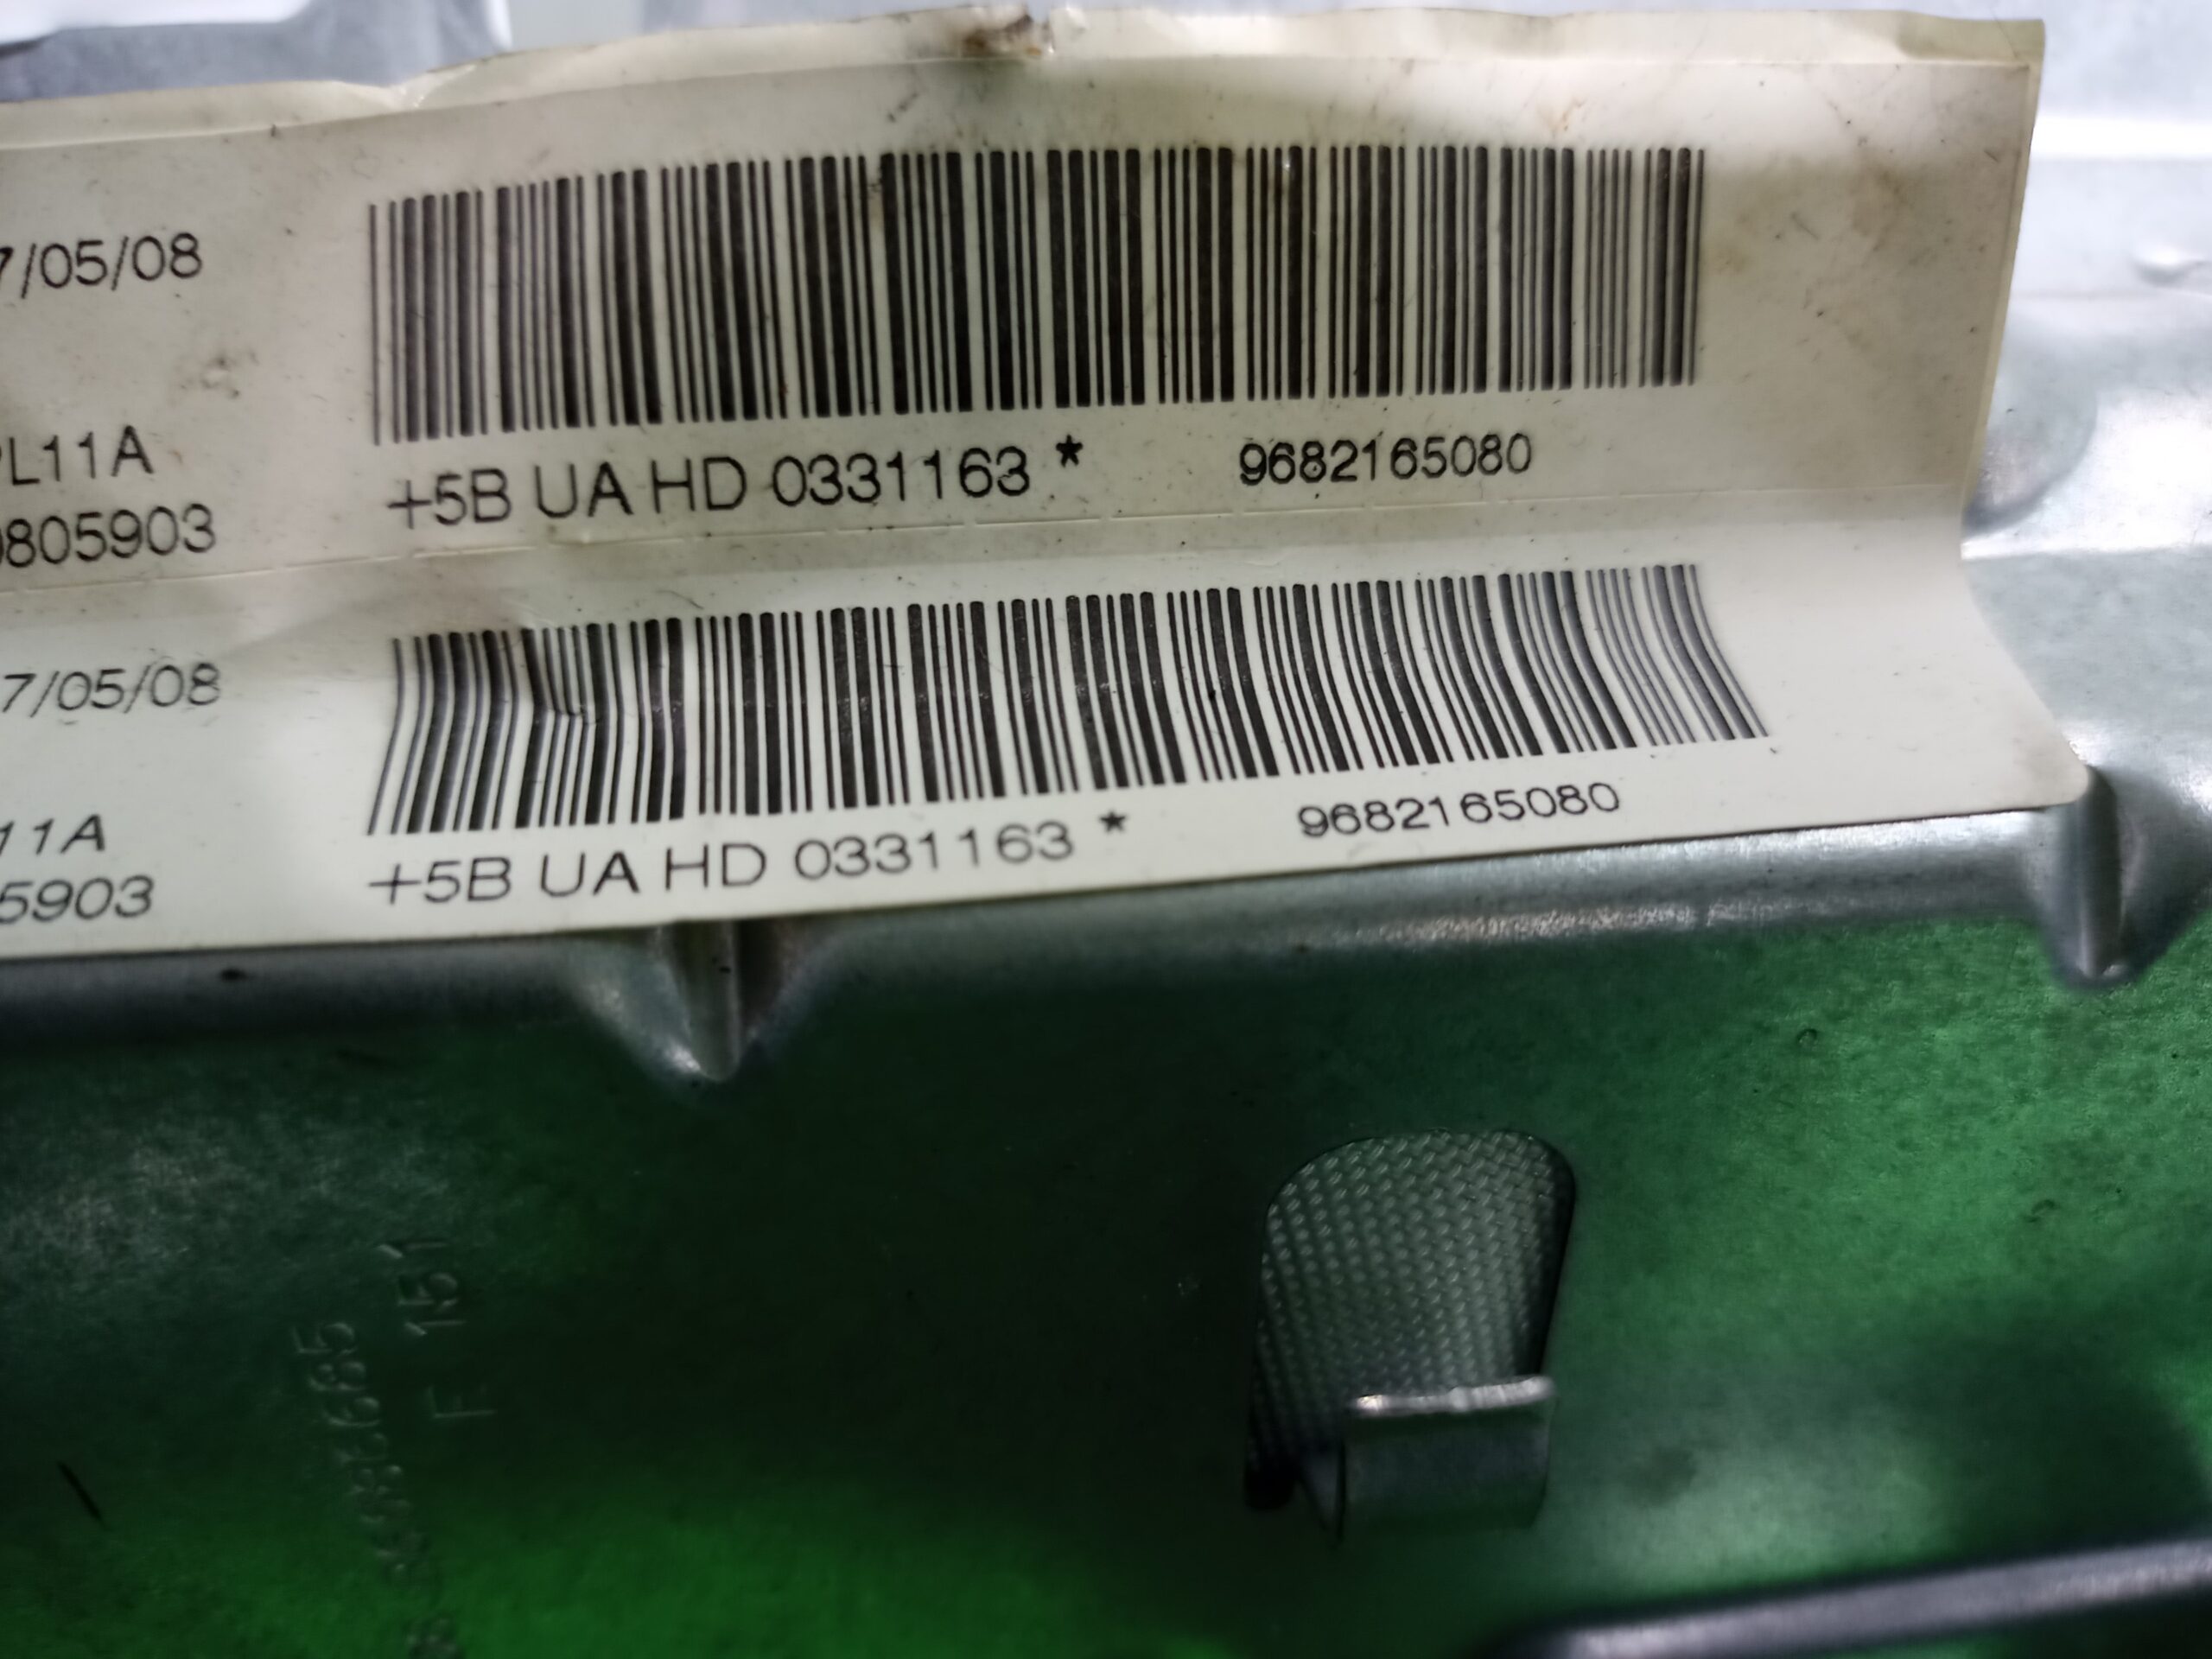 7/05/08
L11A
0805903
+5B UA HD 0331163 * 9682165080
7/05/08
11A
5903
+5B UA HD 0331163 * 9682165080
F 151